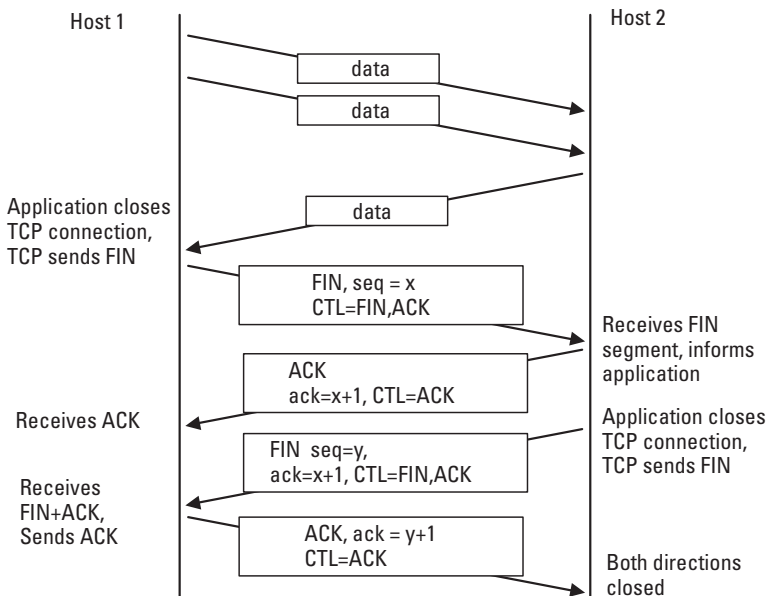 Host 1
Host 2
data
data
data
Application closes
TCP connection,
TCP sends FIN
FIN, seq = x
CTL=FIN,ACK
Receives FIN
segment, informs
application
ACK
ack=x+1, CTL=ACK
Receives ACK
Application closes
TCP connection,
TCP sends FIN
FIN seq=y,
ack=x+1, CTL=FIN,ACK
Receives
FIN+ACK,
Sends ACK
ACK, ack = y+1
CTL=ACK
Both directions
closed